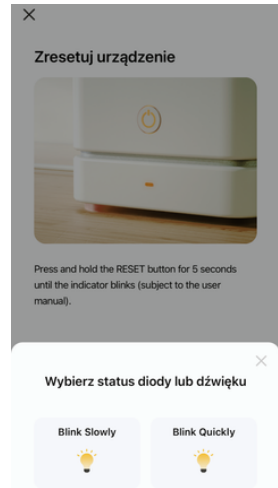 Zresetuj urządzenie
Press and hold the RESET button for 5 seconds
until the indicator blinks (subject to the user
manual).
Wybierz status diody lub dźwięku
Blink Slowly
Blink Quickly